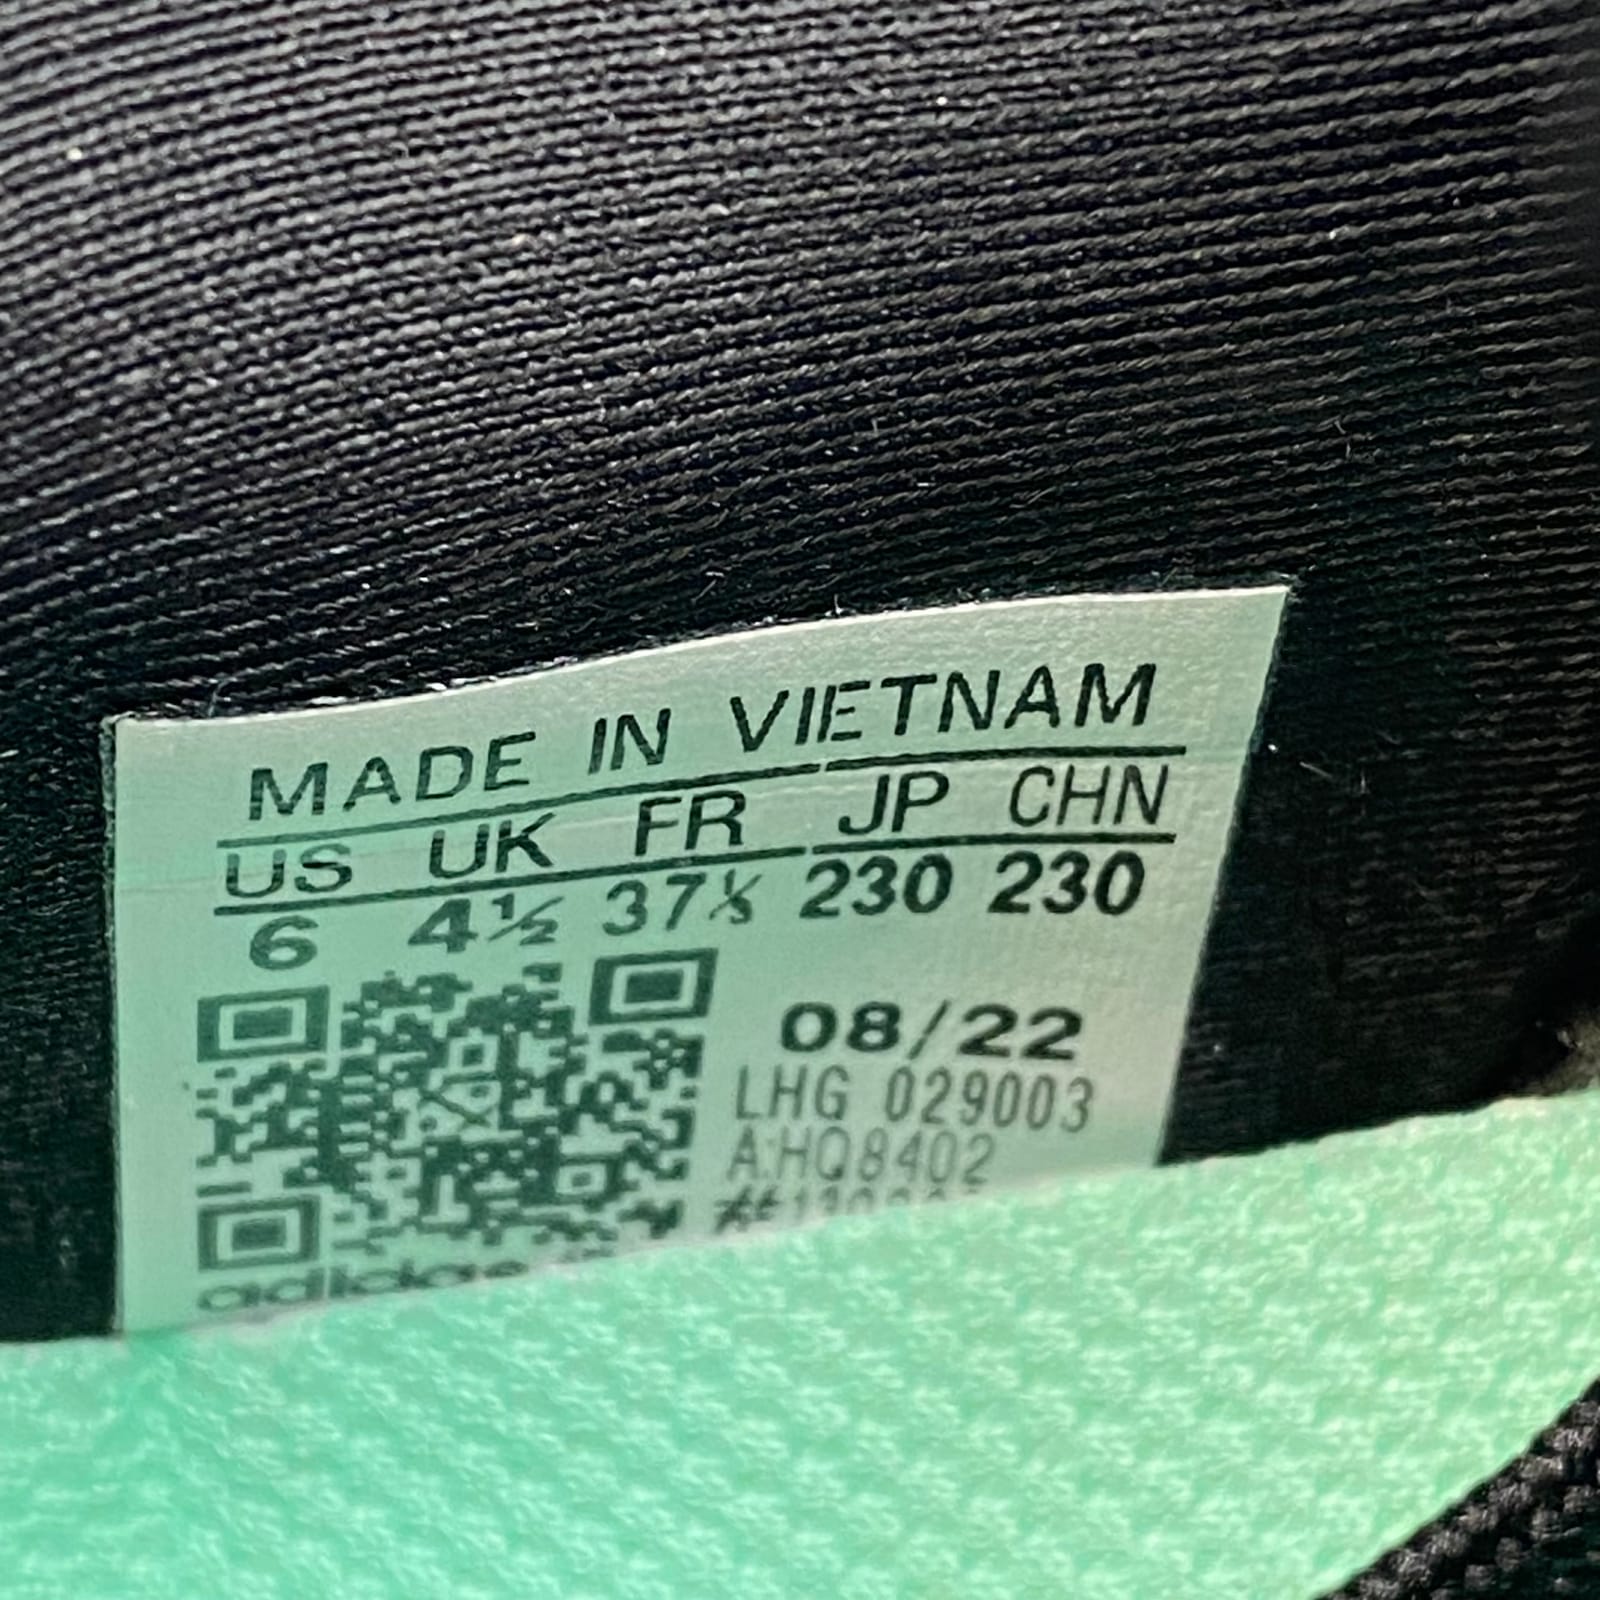 MADE IN VIETNAM
US UK FR JP CHN
6 4½ 37⅓ 230 230
08/22
LHG 029003
A:HQ8402
adidas